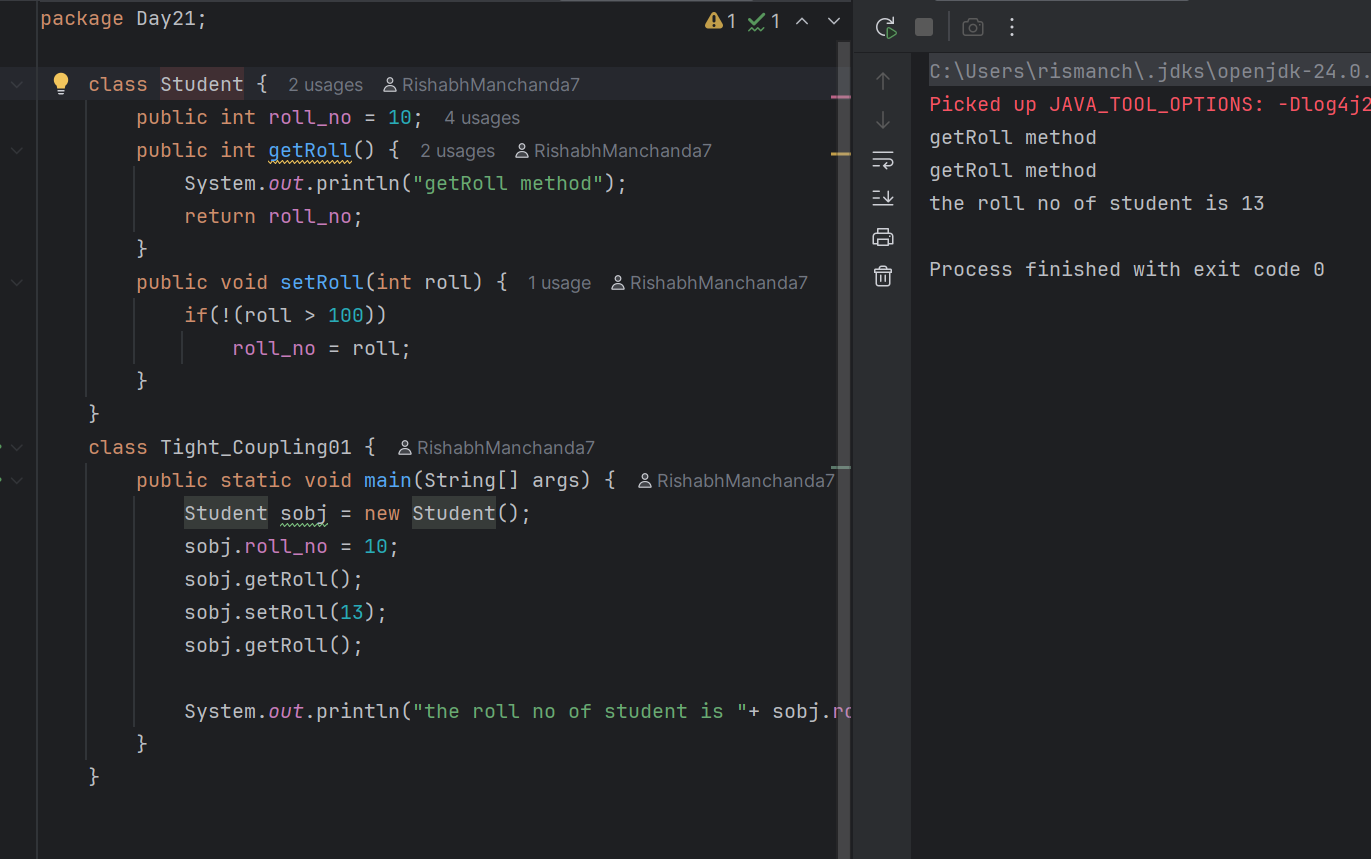 package Day21;
1 1
class Student { 2 usages RishabhManchanda7
public int roll_no = 10; 4 usages
public int getRoll() { 2 usages RishabhManchanda7
System.out.println("getRoll method");
return roll_no;
}
public void setRoll(int roll) { 1 usage RishabhManchanda7
if(!(roll > 100))
roll_no = roll;
}
}
class Tight_Coupling01 { RishabhManchanda7
public static void main(String[] args) { RishabhManchanda7
Student sobj = new Student();
sobj.roll_no = 10;
sobj.getRoll();
sobj.setRoll(13);
sobj.getRoll();
System.out.println("the roll no of student is "+ sobj.ro
}
}
C:\Users\rismanch\.jdks\openjdk-24.0.
Picked up JAVA_TOOL_OPTIONS: -Dlog4j2
getRoll method
getRoll method
the roll no of student is 13
Process finished with exit code 0